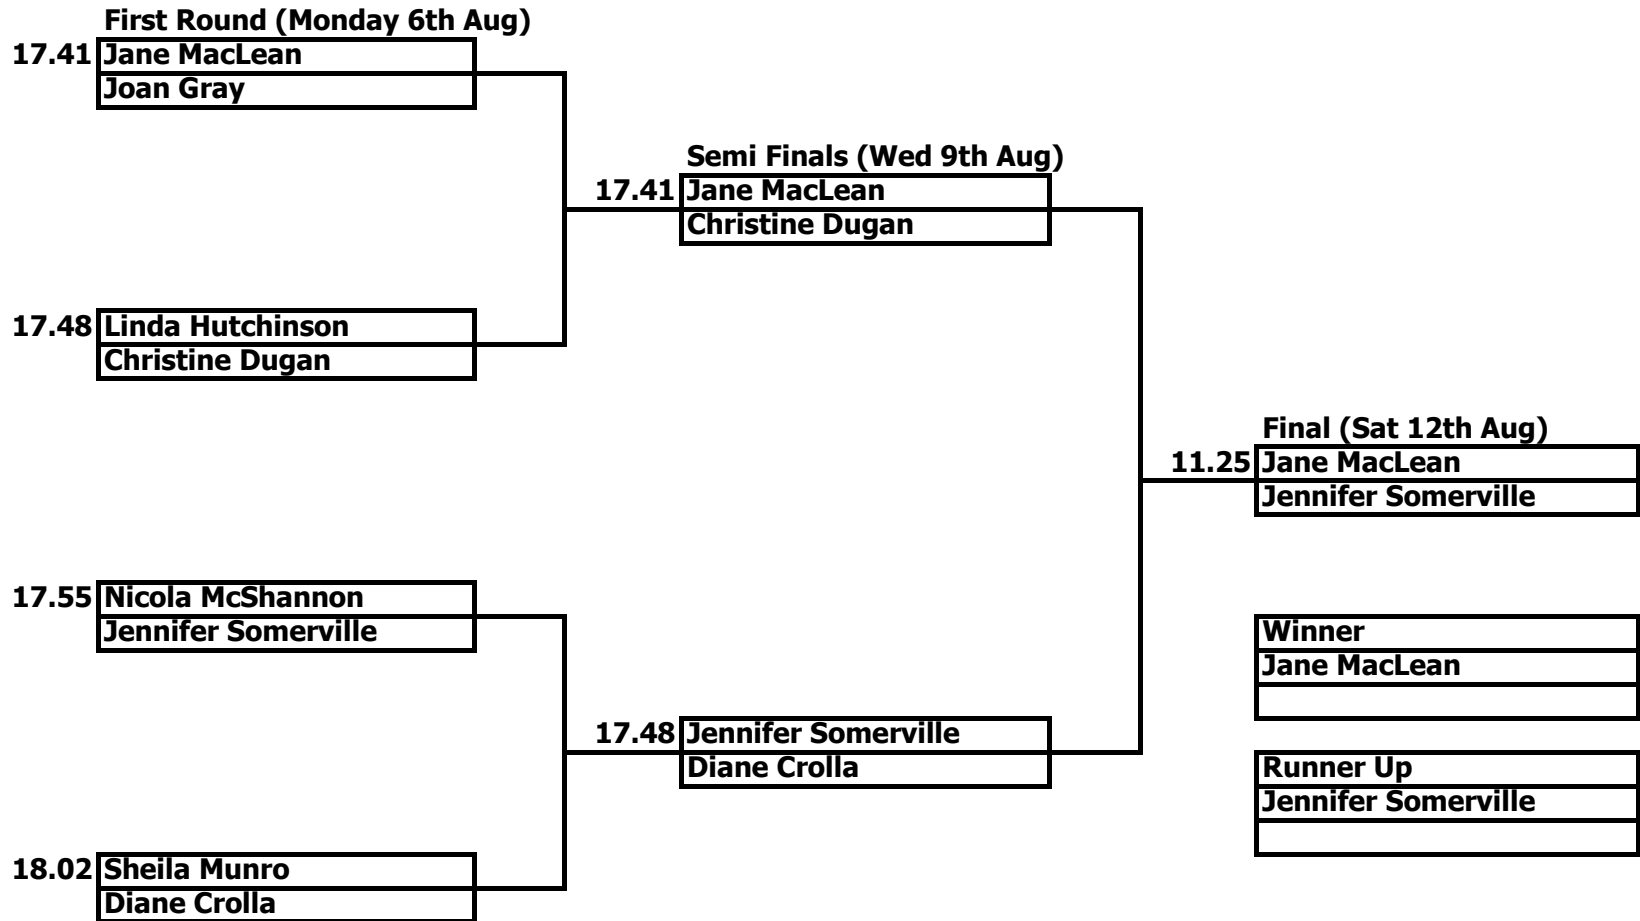 First Round (Monday 6th Aug)
17.41 Jane MacLean
Joan Gray
Semi Finals (Wed 9th Aug)
17.41 Jane MacLean
Christine Dugan
17.48 Linda Hutchinson
Christine Dugan
Final (Sat 12th Aug)
11.25 Jane MacLean
Jennifer Somerville
17.55 Nicola McShannon
Jennifer Somerville
Winner
Jane MacLean
17.48 Jennifer Somerville
Diane Crolla
Runner Up
Jennifer Somerville
18.02 Sheila Munro
Diane Crolla